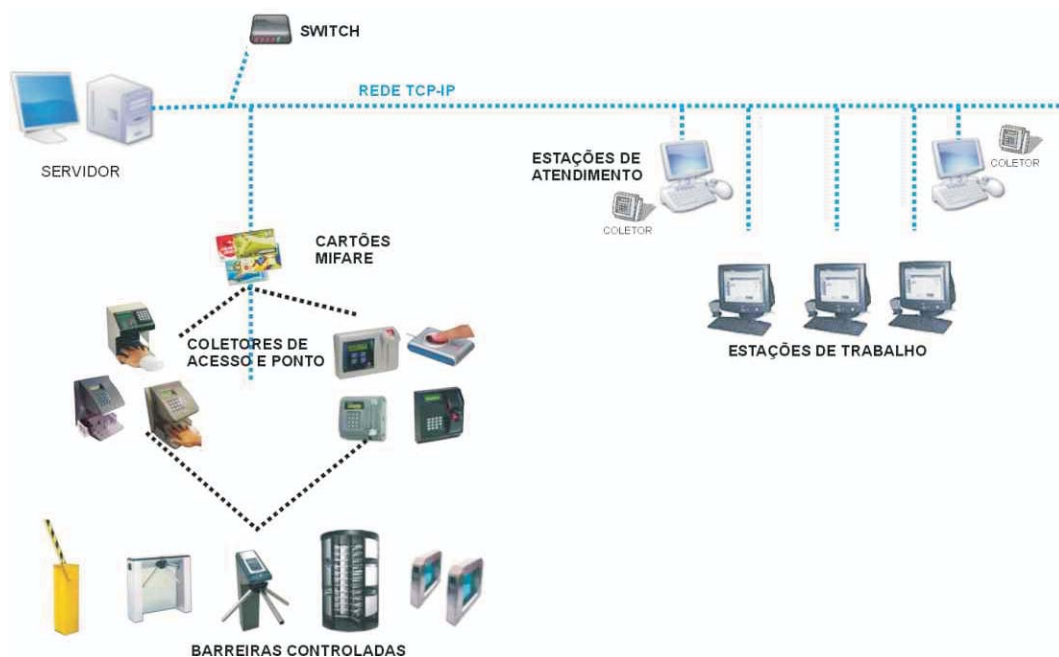 SWITCH
REDE TCP-IP
SERVIDOR
ESTAÇÕES DE
ATENDIMENTO
COLETOR
COLETOR
CARTÕES
MIFARE
COLETORES DE
ACESSO E PONTO
ESTAÇÕES DE TRABALHO
BARREIRAS CONTROLADAS